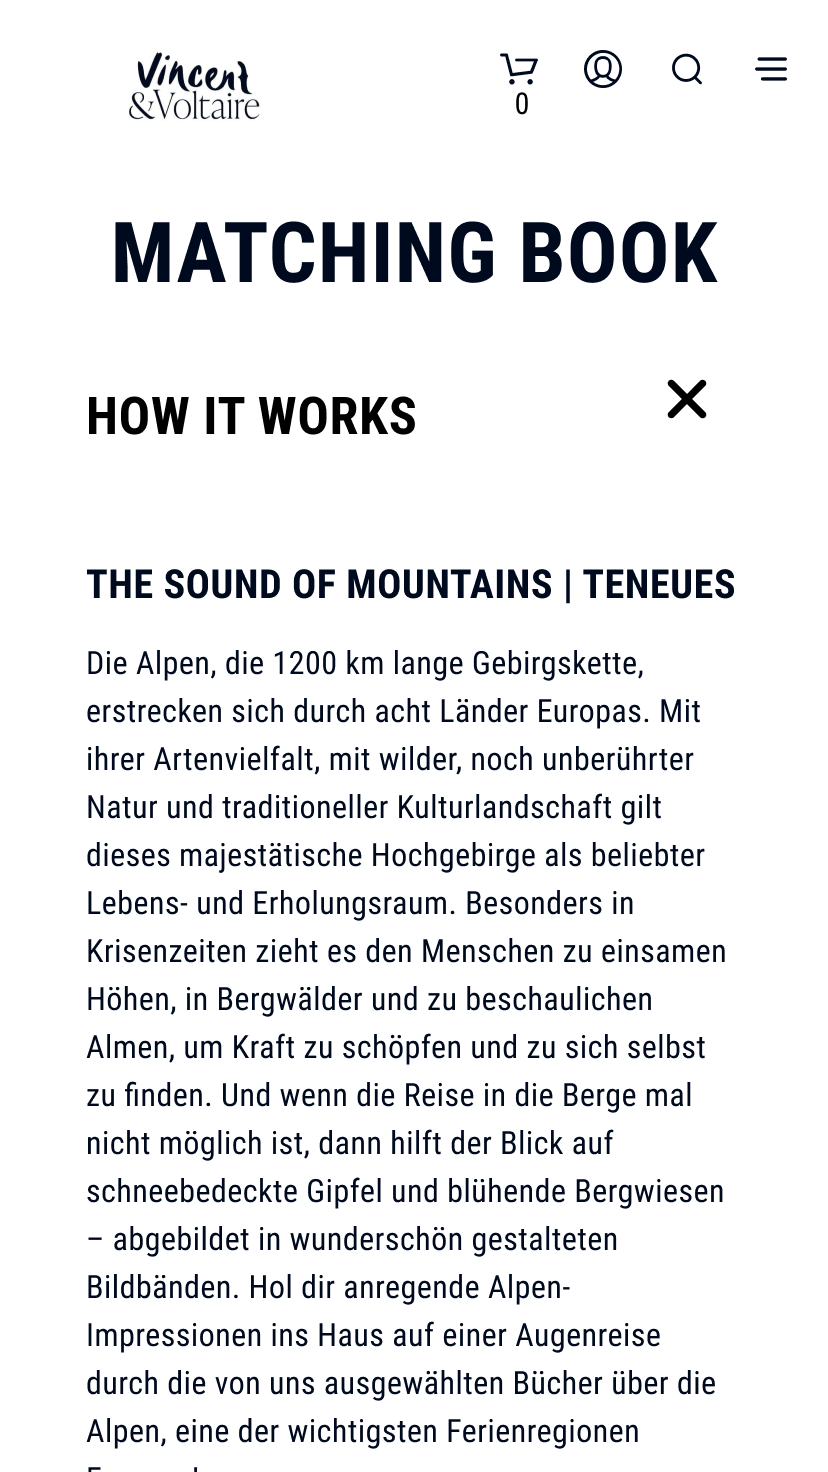 Vincent
&Voltaire
0
MATCHING BOOK
HOW IT WORKS
THE SOUND OF MOUNTAINS | TENEUES
Die Alpen, die 1200 km lange Gebirgskette,
erstrecken sich durch acht Länder Europas. Mit
ihrer Artenvielfalt, mit wilder, noch unberührter
Natur und traditioneller Kulturlandschaft gilt
dieses majestätische Hochgebirge als beliebter
Lebens- und Erholungsraum. Besonders in
Krisenzeiten zieht es den Menschen zu einsamen
Höhen, in Bergwälder und zu beschaulichen
Almen, um Kraft zu schöpfen und zu sich selbst
zu finden. Und wenn die Reise in die Berge mal
nicht möglich ist, dann hilft der Blick auf
schneebedeckte Gipfel und blühende Bergwiesen
– abgebildet in wunderschön gestalteten
Bildbänden. Hol dir anregende Alpen-
Impressionen ins Haus auf einer Augenreise
durch die von uns ausgewählten Bücher über die
Alpen, eine der wichtigsten Ferienregionen